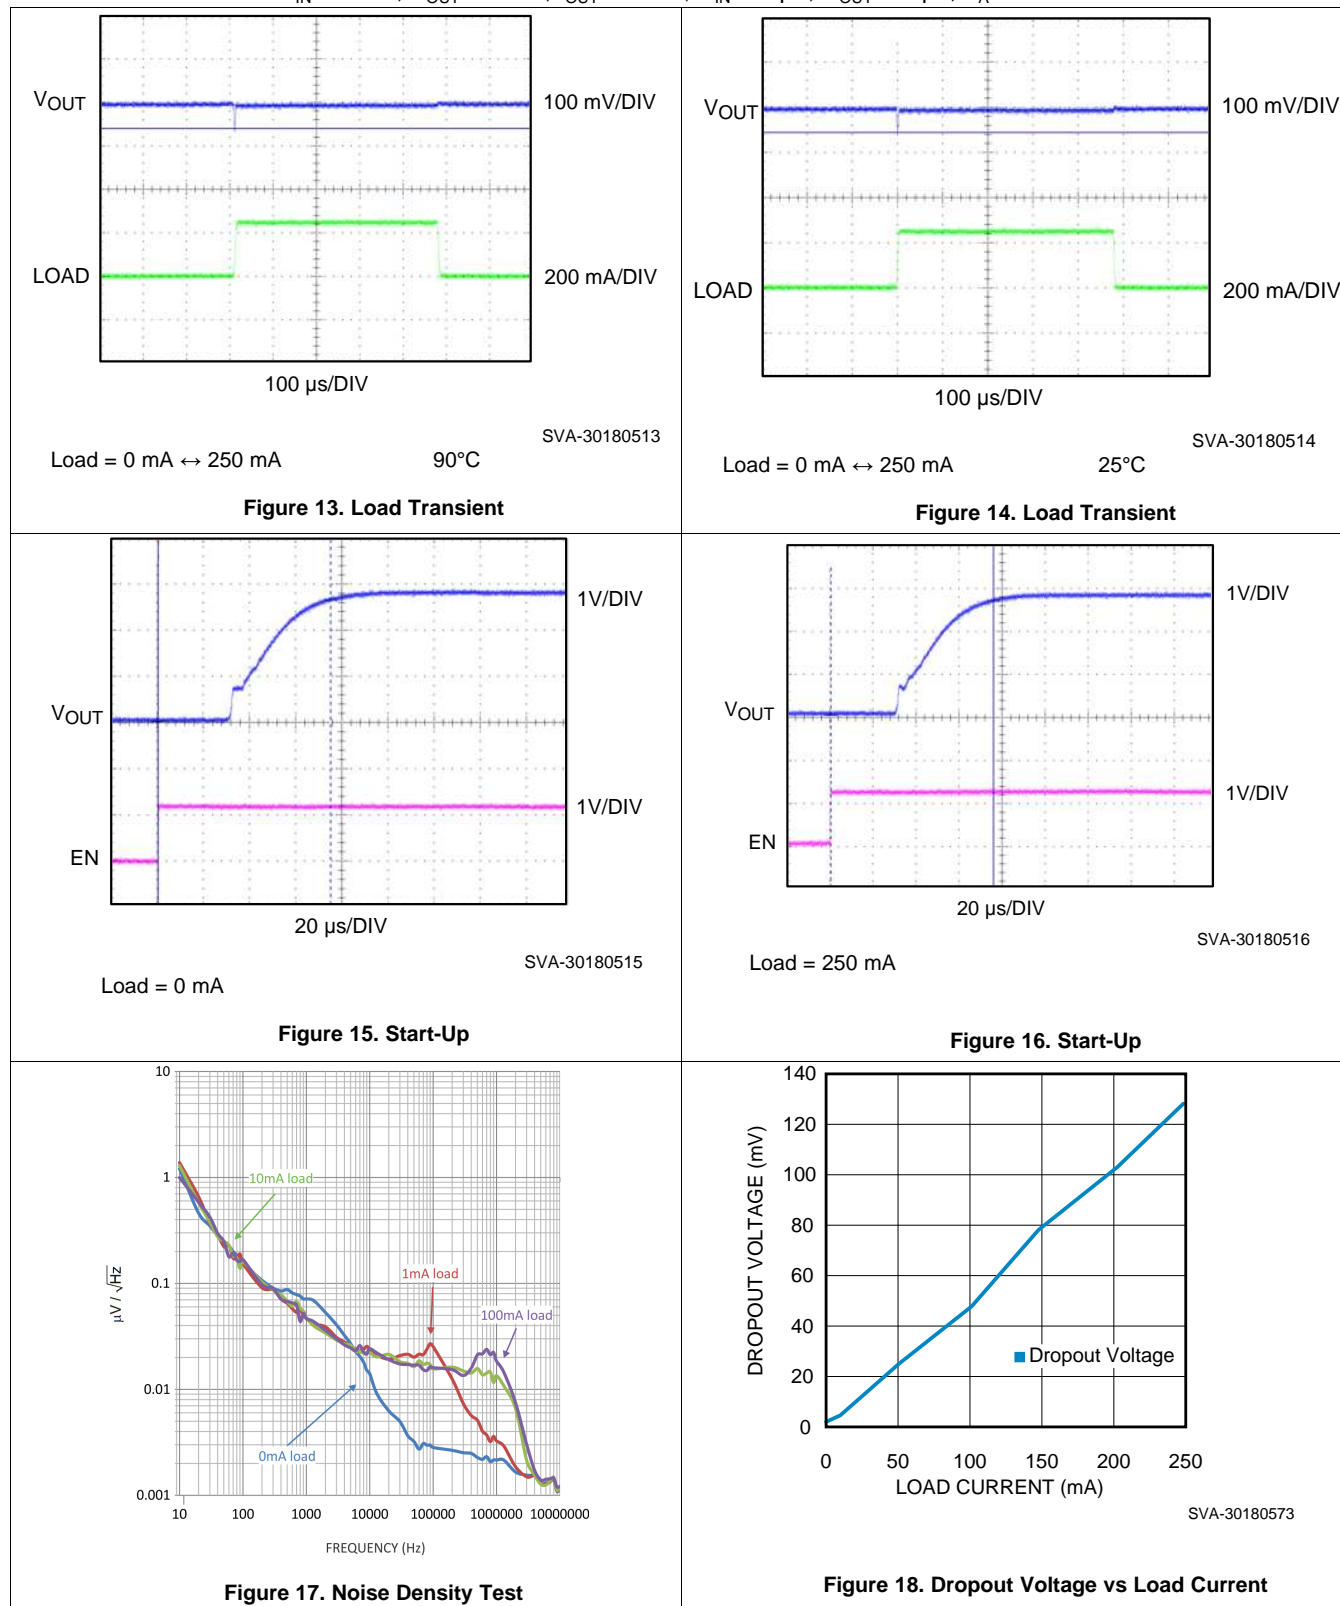 IN OUT OUT IN OUT A
VOUT
100 mV/DIV
LOAD
200 mA/DIV
100 µs/DIV
SVA-30180513
Load = 0 mA ↔ 250 mA 90°C
Figure 13. Load Transient
VOUT
100 mV/DIV
LOAD
200 mA/DIV
100 µs/DIV
SVA-30180514
Load = 0 mA ↔ 250 mA 25°C
Figure 14. Load Transient
1V/DIV
VOUT
1V/DIV
EN
20 µs/DIV
SVA-30180515
Load = 0 mA
Figure 15. Start-Up
1V/DIV
VOUT
1V/DIV
EN
20 µs/DIV
SVA-30180516
Load = 250 mA
Figure 16. Start-Up
10
1
0.1
0.01
0.001
µV / √Hz
10mA load
1mA load
100mA load
0mA load
10 100 1000 10000 100000 1000000 10000000
FREQUENCY (Hz)
Figure 17. Noise Density Test
140
120
100
80
60
40
20
0
DROPOUT VOLTAGE (mV)
Dropout Voltage
0 50 100 150 200 250
LOAD CURRENT (mA)
SVA-30180573
Figure 18. Dropout Voltage vs Load Current